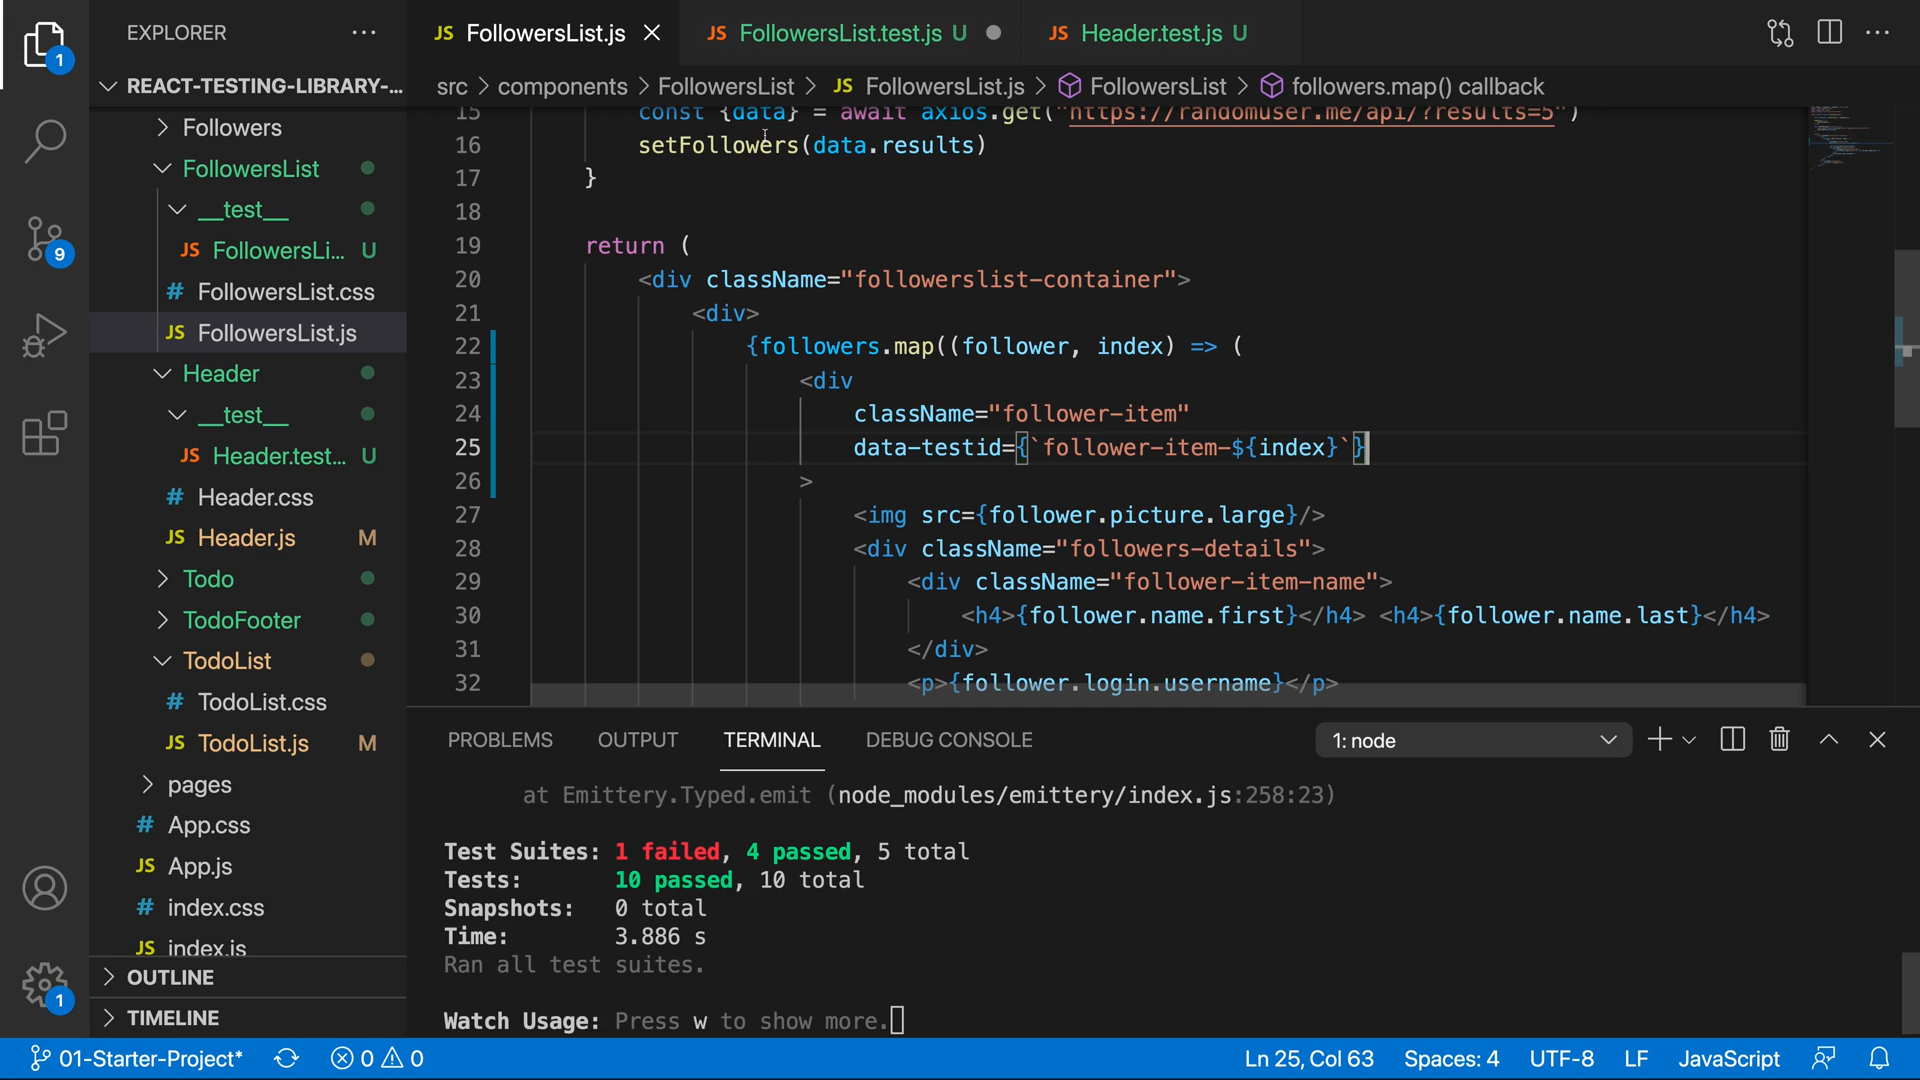 EXPLORER
REACT-TESTING-LIBRARY-...
Followers
FollowersList
__test__
JS FollowersLi... U
# FollowersList.css
JS FollowersList.js
Header
__test__
JS Header.test... U
# Header.css
JS Header.js M
Todo
TodoFooter
TodoList
# TodoList.css
JS TodoList.js M
pages
# App.css
JS App.js
# index.css
JS index.js
OUTLINE
TIMELINE
1
9
1
JS FollowersList.js
JS FollowersList.test.js U
JS Header.test.js U
src > components > FollowersList > JS FollowersList.js > FollowersList > followers.map() callback
15 const {data} = await axios.get("https://randomuser.me/api/?results=5")
16 setFollowers(data.results)
17 }
18
19 return (
20 <div className="followerslist-container">
21 <div>
22 {followers.map((follower, index) => (
23 <div
24 className="follower-item"
25 data-testid={`follower-item-${index}`}
26 >
27 <img src={follower.picture.large}/>
28 <div className="followers-details">
29 <div className="follower-item-name">
30 <h4>{follower.name.first}</h4> <h4>{follower.name.last}</h4>
31 </div>
32 <p>{follower.login.username}</p>
PROBLEMS OUTPUT TERMINAL DEBUG CONSOLE 1: node
at Emittery.Typed.emit (node_modules/emittery/index.js:258:23)
Test Suites: 1 failed, 4 passed, 5 total
Tests: 10 passed, 10 total
Snapshots: 0 total
Time: 3.886 s
Ran all test suites.
Watch Usage: Press w to show more.
01-Starter-Project* 0 0 Ln 25, Col 63 Spaces: 4 UTF-8 LF JavaScript